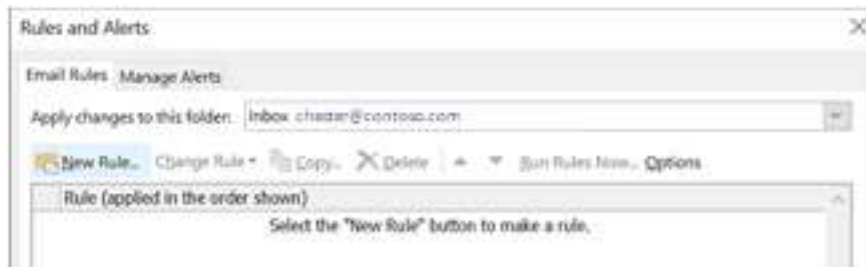 Rules and Alerts
Email Rules Manage Alerts
Apply changes to this folder: Inbox chester@contoso.com
New Rule... Change Rule Copy... Delete Run Rules Now... Options
Rule (applied in the order shown)
Select the "New Rule" button to make a rule.